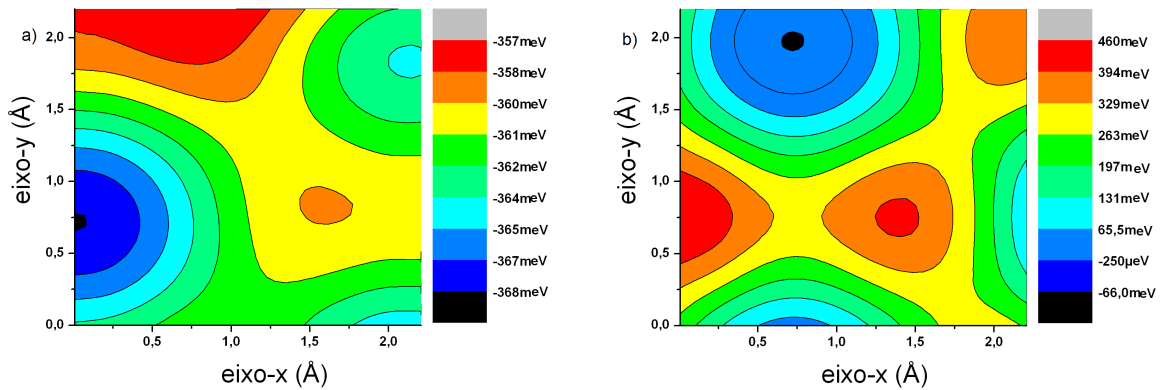 a)
eixo-y (Å)
2,0
1,5
1,0
0,5
0,0
0,5
1,0
1,5
2,0
eixo-x (Å)
-357meV
-358meV
-360meV
-361meV
-362meV
-364meV
-365meV
-367meV
-368meV
b)
eixo-y (Å)
2,0
1,5
1,0
0,5
0,0
0,5
1,0
1,5
2,0
eixo-x (Å)
460meV
394meV
329meV
263meV
197meV
131meV
65,5meV
-250µeV
-66,0meV